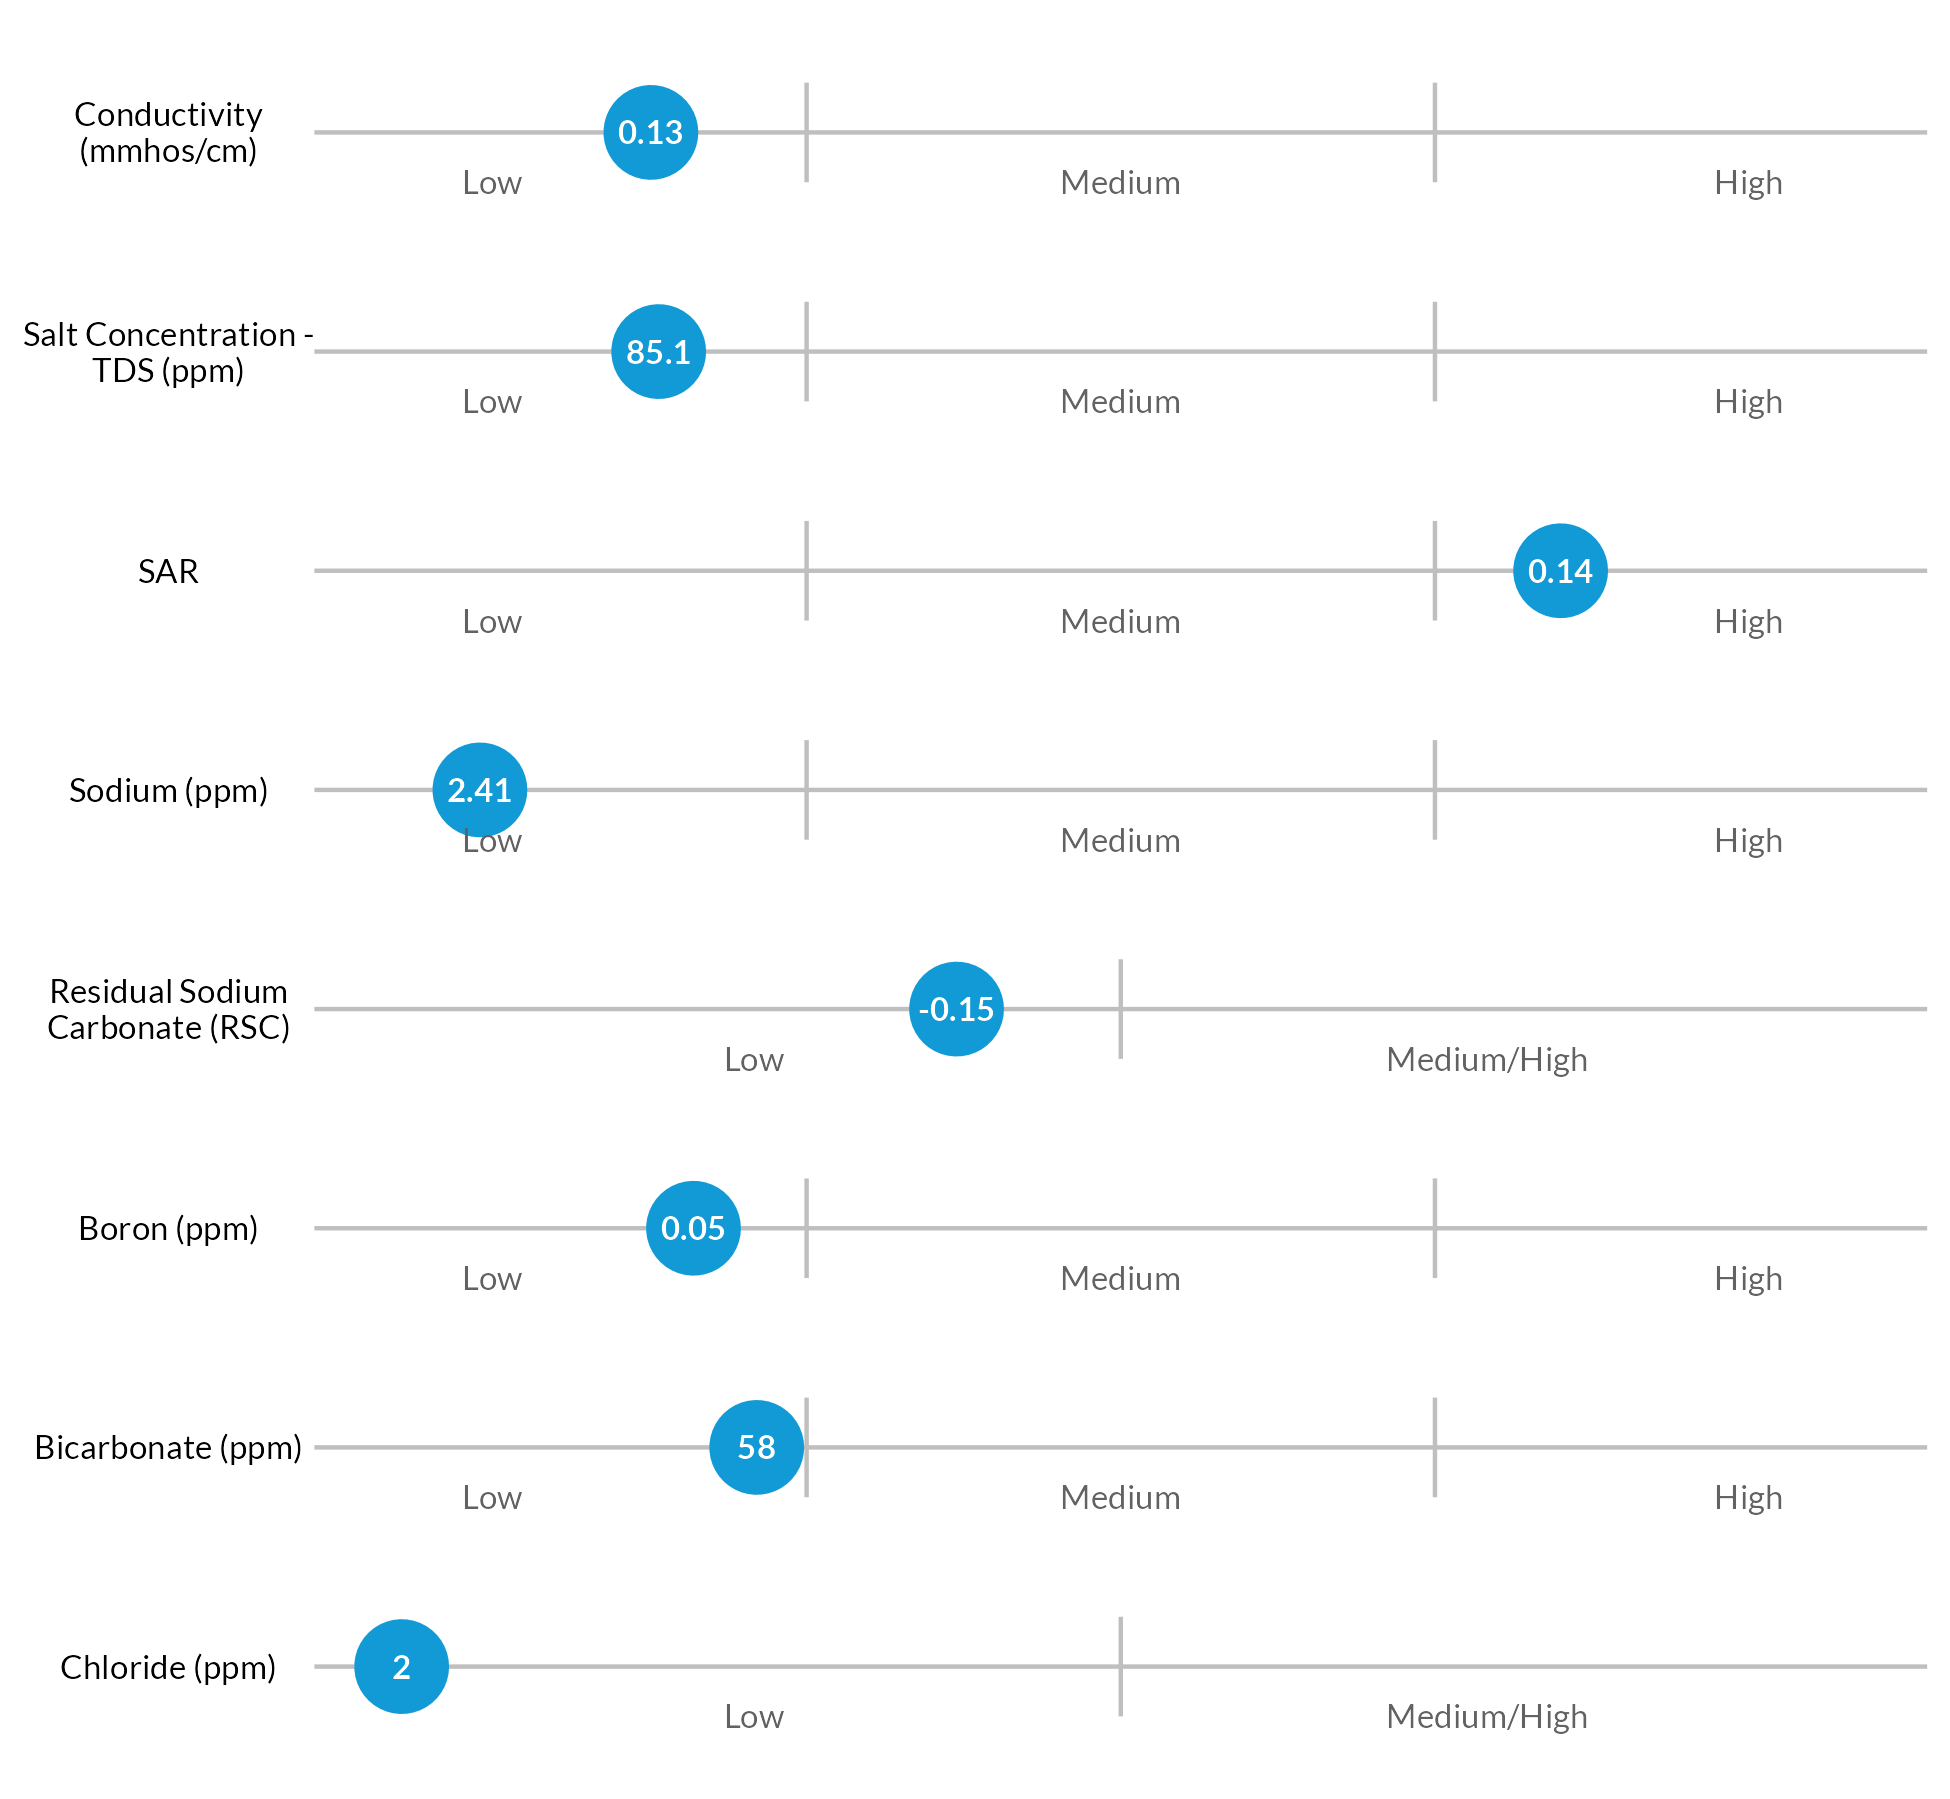 Conductivity
(mmhos/cm)
0.13
Low Medium High
Salt Concentration -
TDS (ppm)
85.1
Low Medium High
SAR
0.14
Low Medium High
Sodium (ppm)
2.41
Low Medium High
Residual Sodium
Carbonate (RSC)
-0.15
Low Medium/High
Boron (ppm)
0.05
Low Medium High
Bicarbonate (ppm)
58
Low Medium High
Chloride (ppm)
2
Low Medium/High